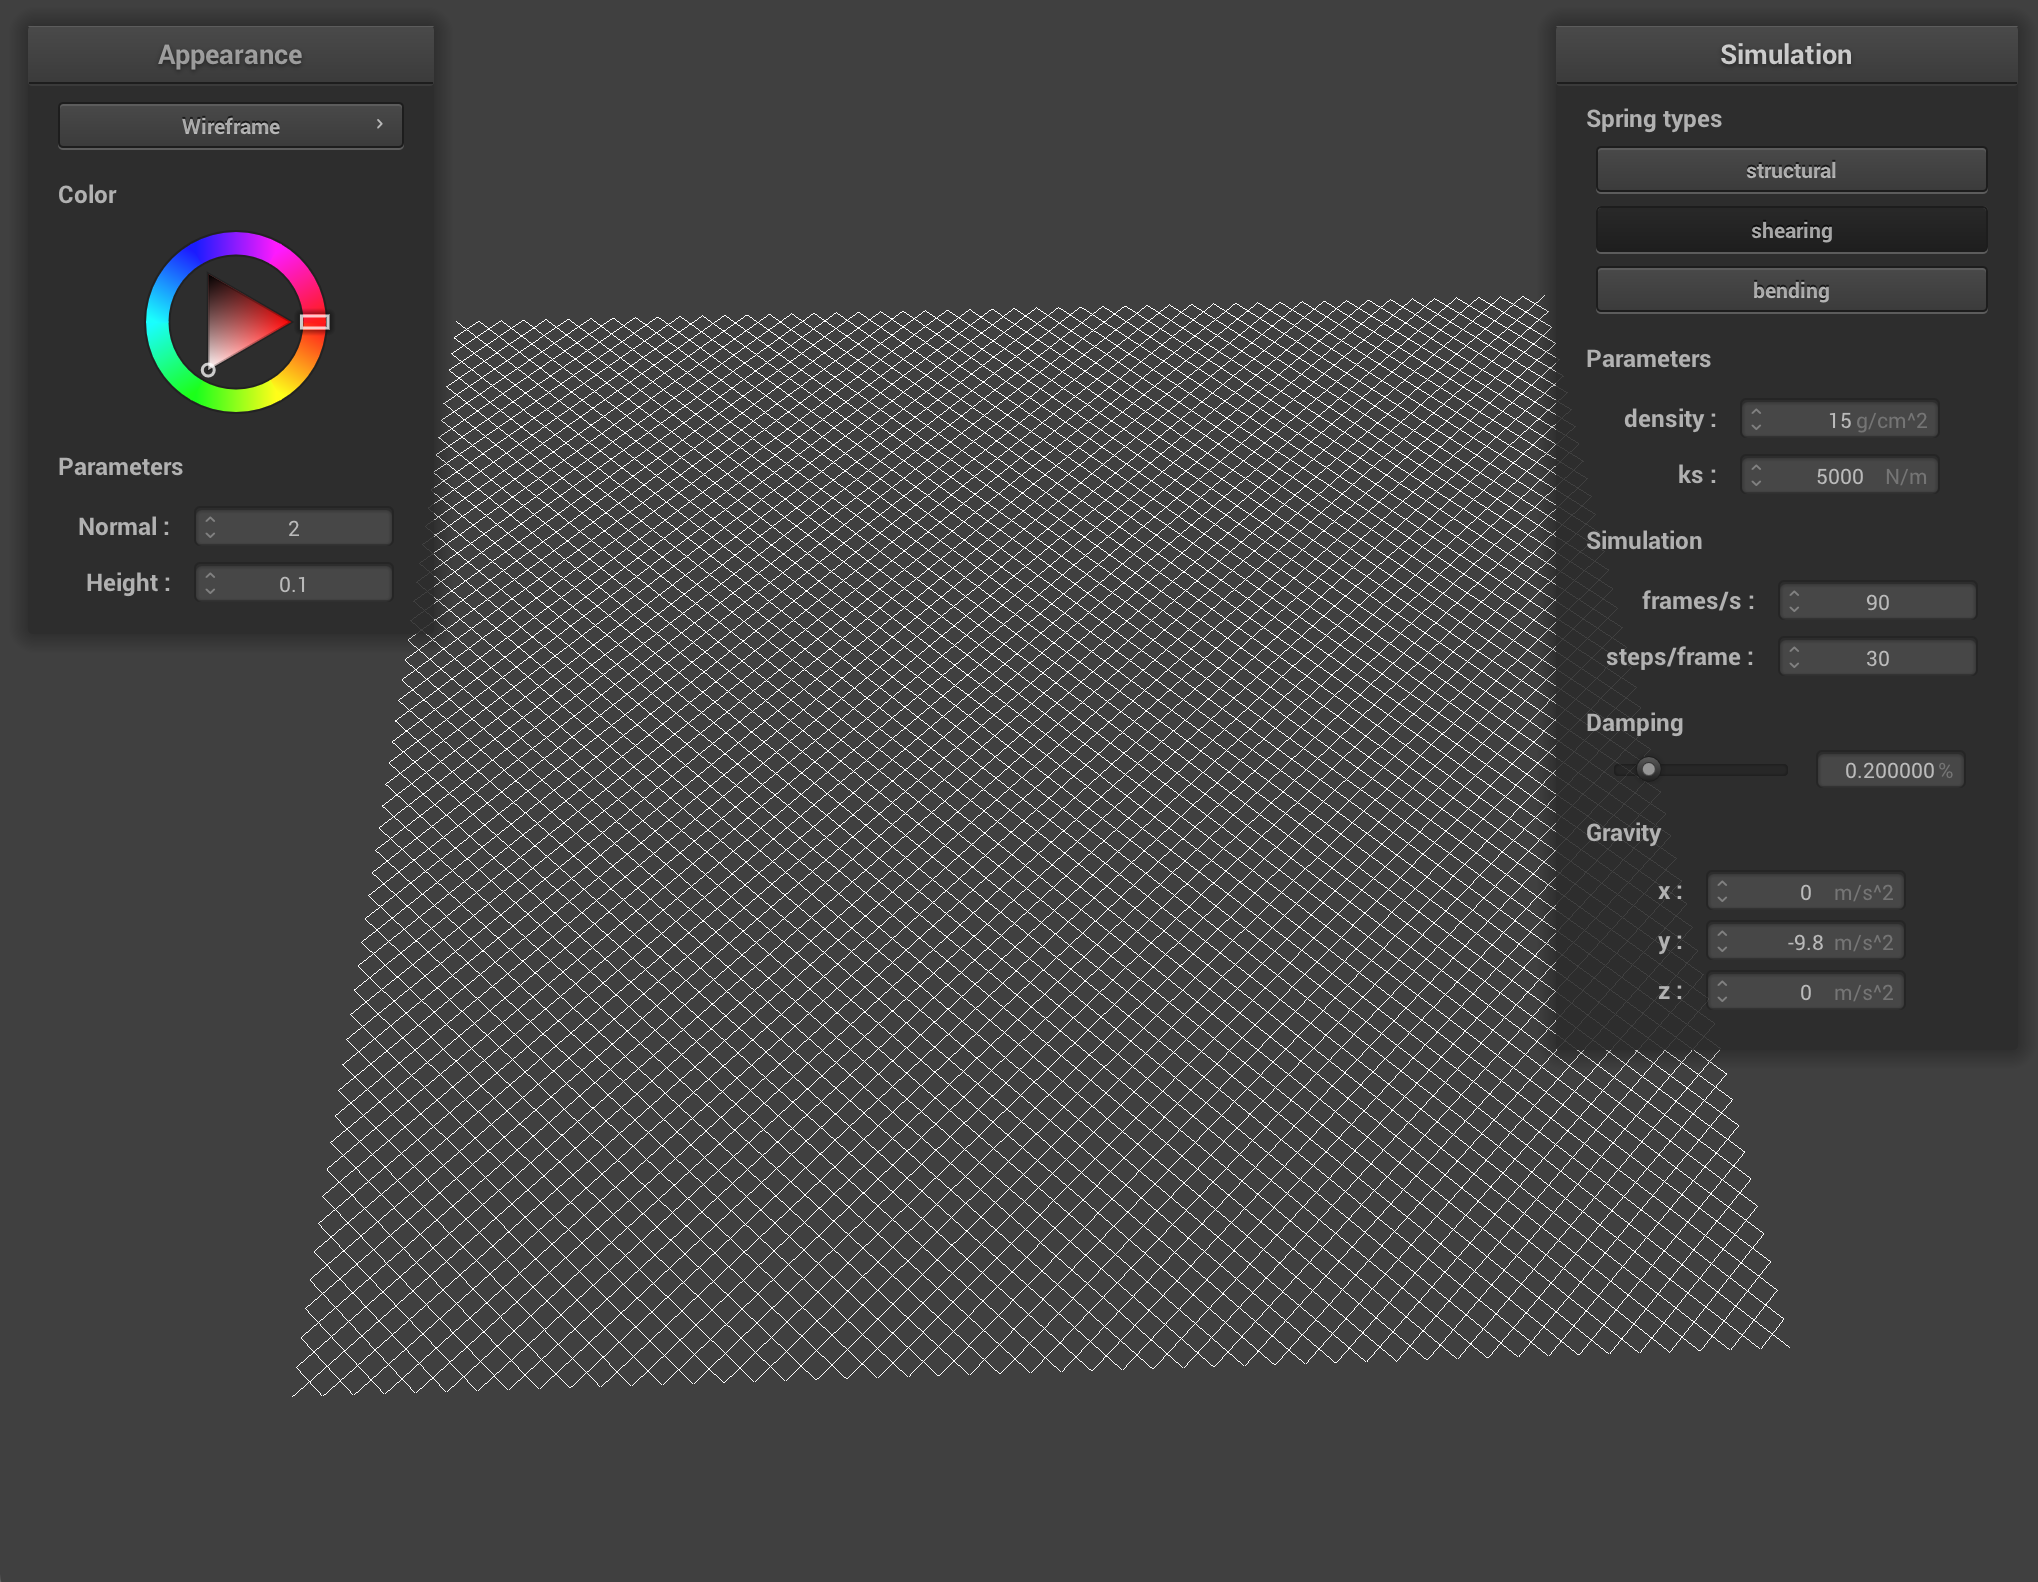 Appearance
Wireframe
Color
Parameters
Normal : 2
Height : 0.1
Simulation
Spring types
structural
shearing
bending
Parameters
density : 15 g/cm^2
ks : 5000 N/m
Simulation
frames/s : 90
steps/frame : 30
Damping
0.200000 %
Gravity
x : 0 m/s^2
y : -9.8 m/s^2
z : 0 m/s^2